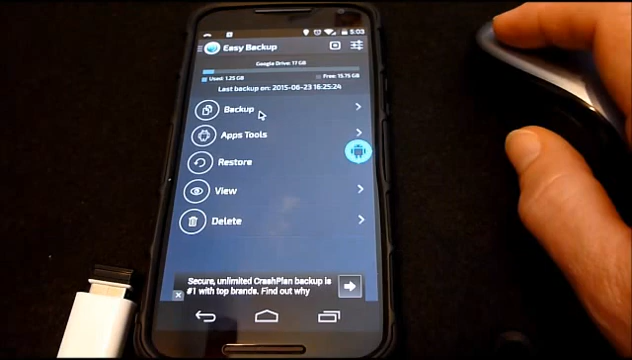 5:03
Easy Backup
Google Drive: 17 GB
Used: 1.25 GB
Free: 15.75 GB
Last backup on: 2015-06-23 16:25:24
Backup
Apps Tools
Restore
View
Delete
Secure, unlimited CrashPlan backup is
#1 with top brands. Find out why